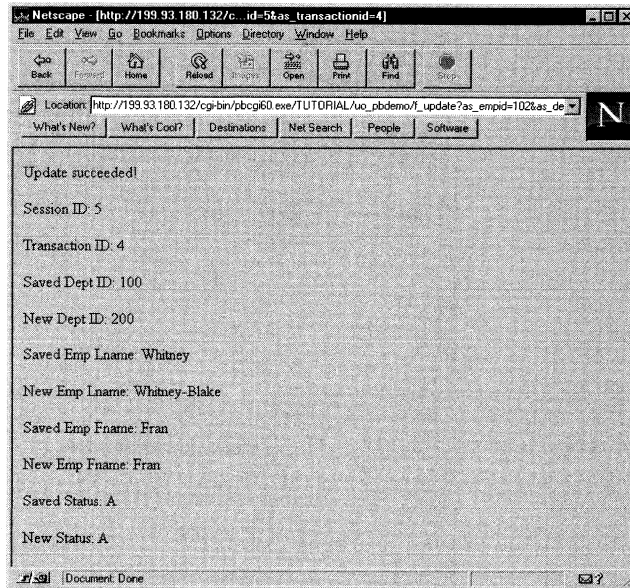 Netscape - [http://199.93.180.132/c...id=5&as_transactionid=4]
File Edit View Go Bookmarks Options Directory Window Help
Back Forward Home Reload Images Open Print Find Stop
Location: http://199.93.180.132/cgi-bin/pbcgi60.exe/TUTORIAL/uo_pbdemo/f_update?as_empid=102&as_de
N
What's New? What's Cool? Destinations Net Search People Software
Update succeeded!
Session ID: 5
Transaction ID: 4
Saved Dept ID: 100
New Dept ID: 200
Saved Emp Lname: Whitney
New Emp Lname: Whitney-Blake
Saved Emp Fname: Fran
New Emp Fname: Fran
Saved Status: A
New Status: A
Document: Done
?